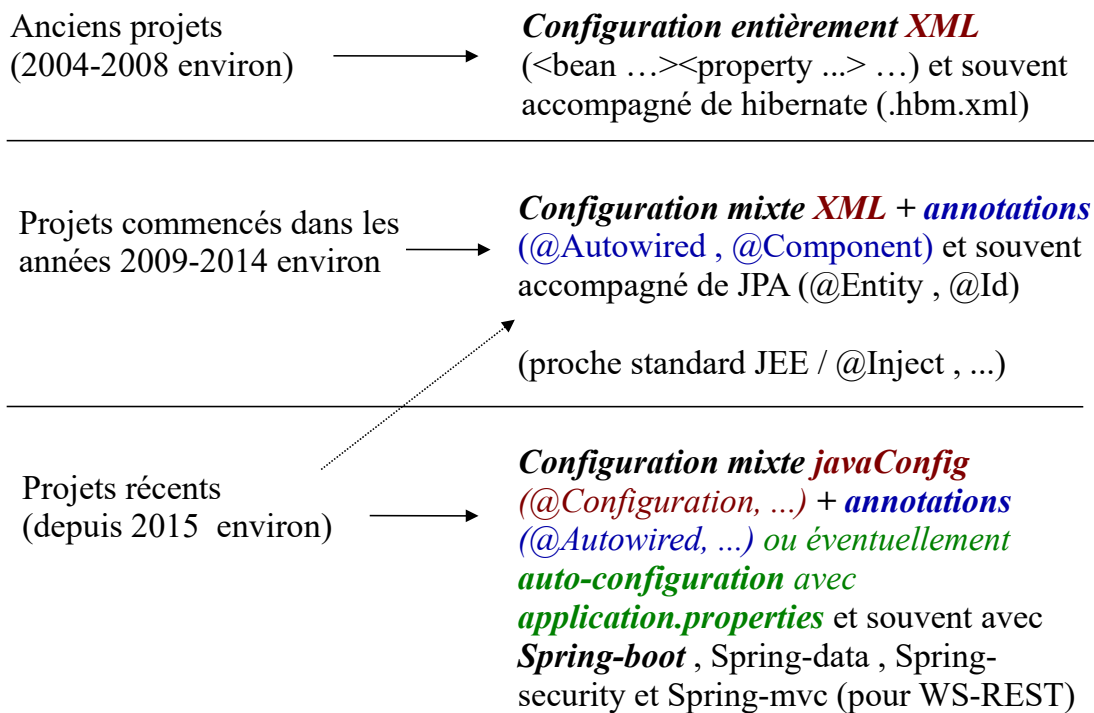 Anciens projets
(2004-2008 environ)
Configuration entièrement XML
(<bean …><property ...> …) et souvent
accompagné de hibernate (.hbm.xml)
Projets commencés dans les
années 2009-2014 environ
Configuration mixte XML + annotations
(@Autowired , @Component) et souvent
accompagné de JPA (@Entity , @Id)
(proche standard JEE / @Inject , ...)
Projets récents
(depuis 2015 environ)
Configuration mixte javaConfig
(@Configuration, ...) + annotations
(@Autowired, ...) ou éventuellement
auto-configuration avec
application.properties et souvent avec
Spring-boot , Spring-data , Spring-
security et Spring-mvc (pour WS-REST)